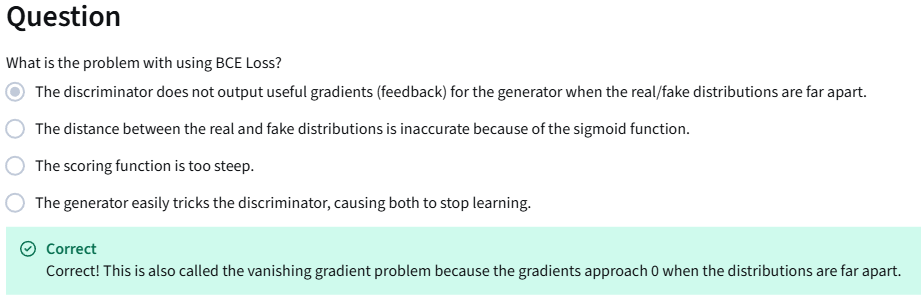 Question
What is the problem with using BCE Loss?
The discriminator does not output useful gradients (feedback) for the generator when the real/fake distributions are far apart.
The distance between the real and fake distributions is inaccurate because of the sigmoid function.
The scoring function is too steep.
The generator easily tricks the discriminator, causing both to stop learning.
Correct
Correct! This is also called the vanishing gradient problem because the gradients approach 0 when the distributions are far apart.